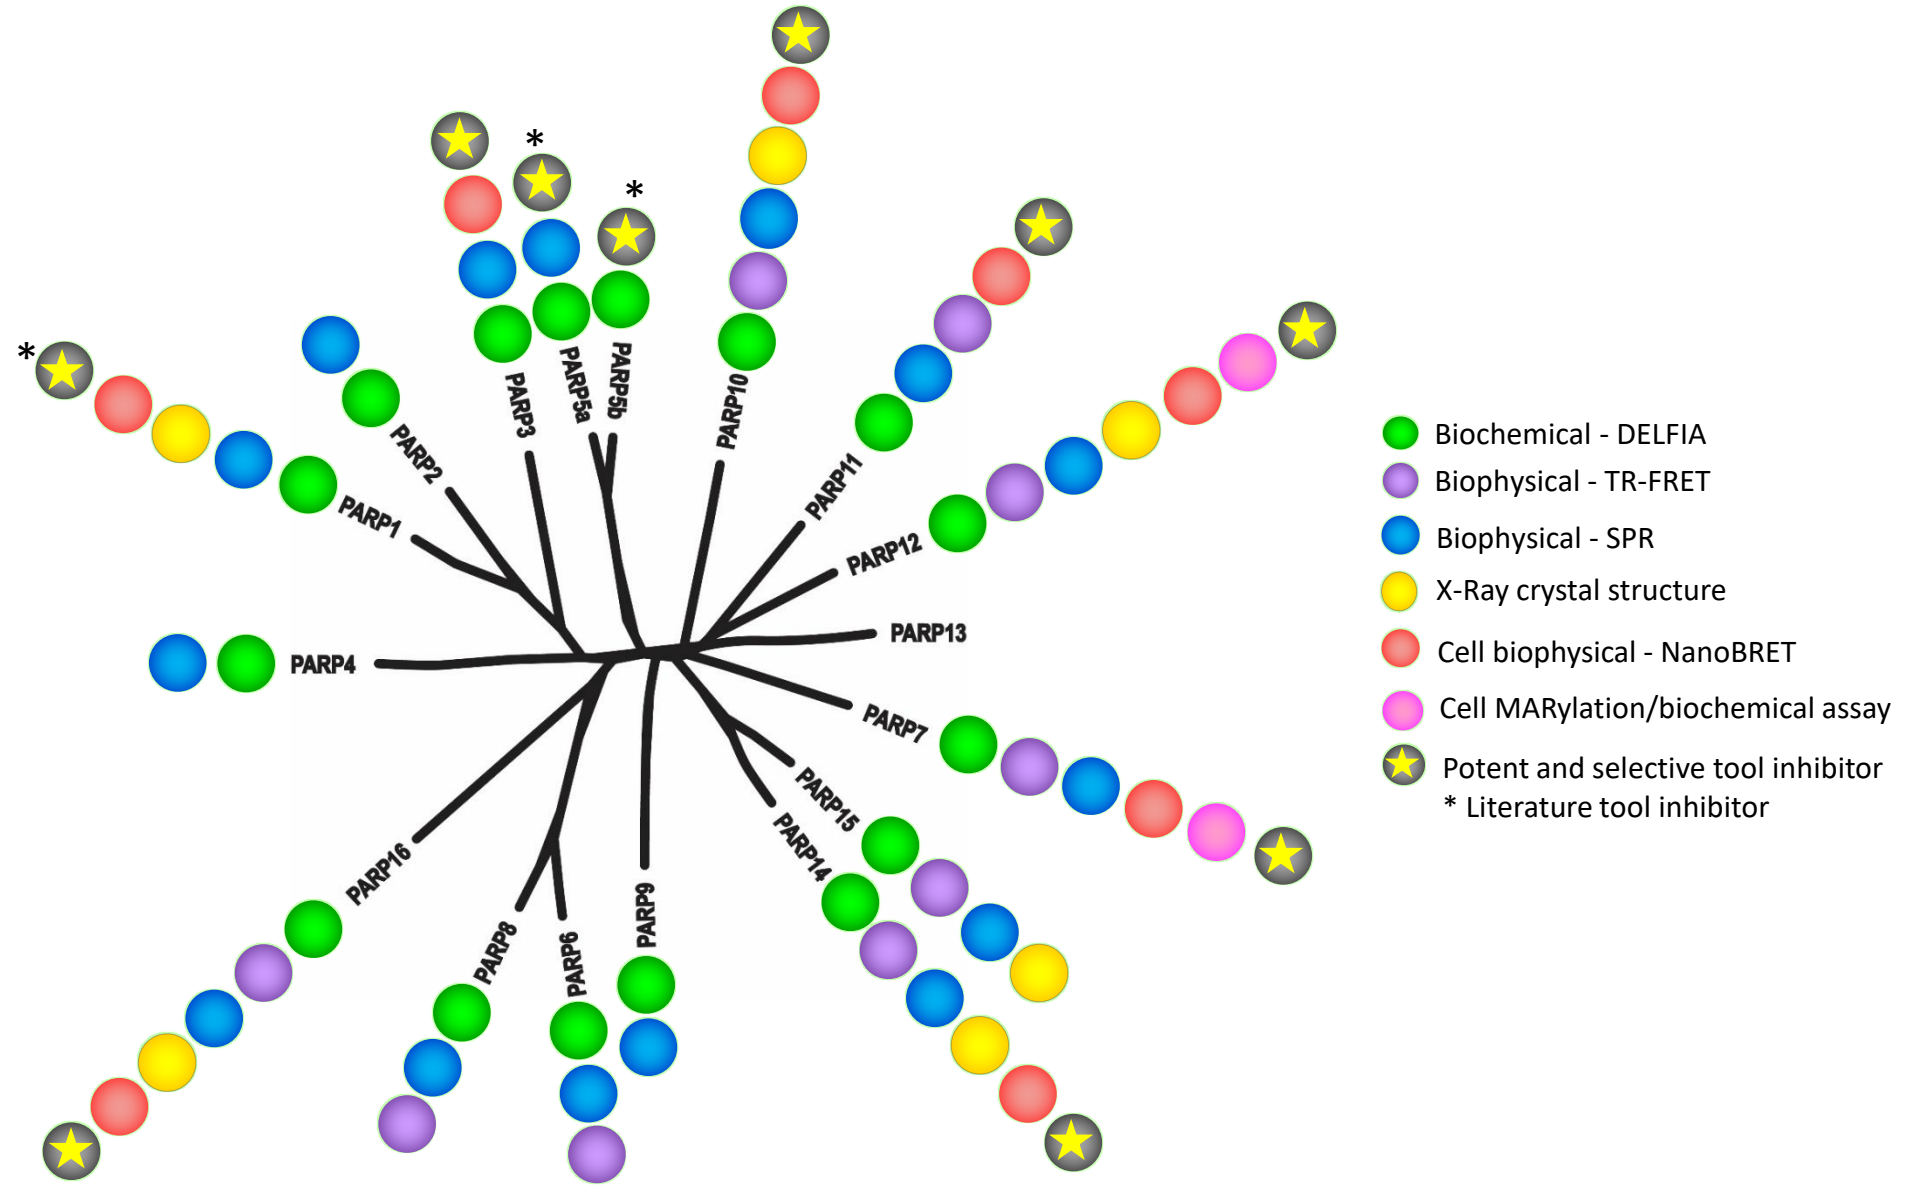 *
*
*
PARP3
PARP5a
PARP5b
PARP10
PARP2
PARP1
PARP11
PARP12
PARP13
PARP4
PARP7
PARP15
PARP14
PARP16
PARP8
PARP6
PARP9
Biochemical - DELFIA
Biophysical - TR-FRET
Biophysical - SPR
X-Ray crystal structure
Cell biophysical - NanoBRET
Cell MARylation/biochemical assay
Potent and selective tool inhibitor
* Literature tool inhibitor